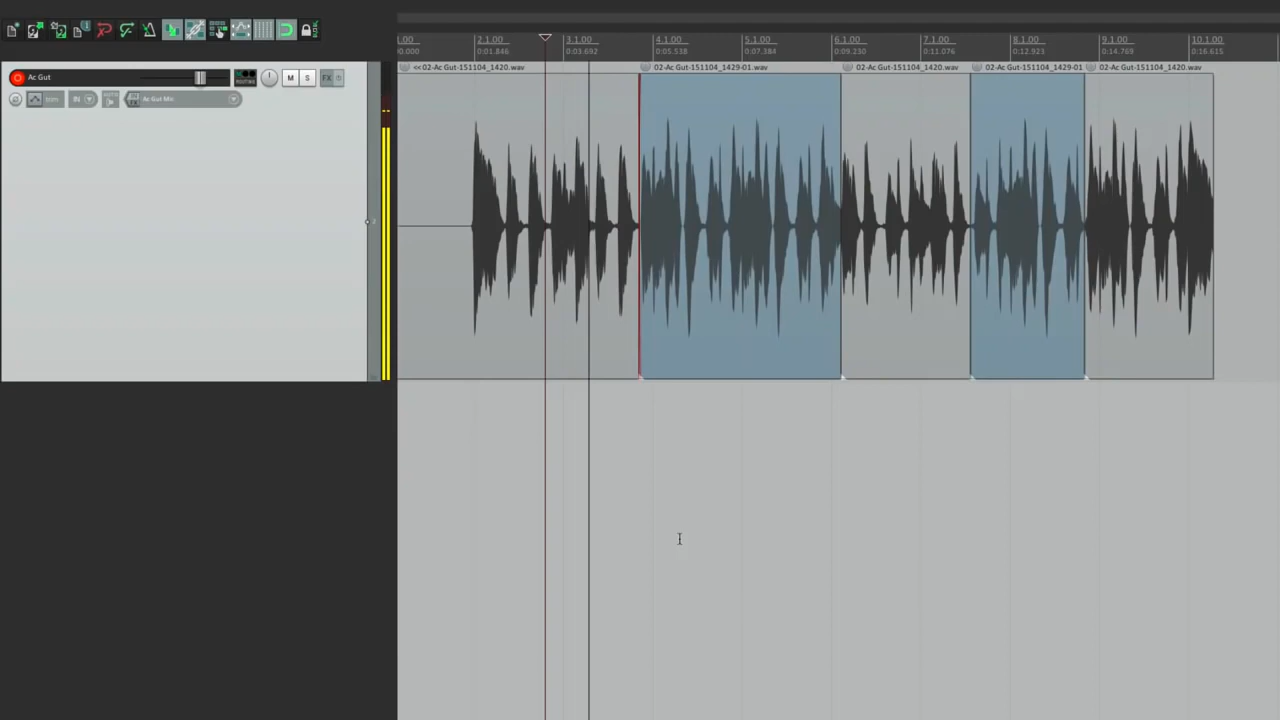 1.00 2.1.00 3.1.00 4.1.00 5.1.00 6.1.00 7.1.00 8.1.00 9.1.00 10.1.00
00.000 0:01.846 0:03.692 0:05.538 0:07.384 0:09.230 0:11.076 0:12.923 0:14.769 0:16.615
<< 02-Ac Gut-151104_1420.wav 02-Ac Gut-151104_1429-01.wav 02-Ac Gut-151104_1420.wav 02-Ac Gut-151104_1429-01 02-Ac Gut-151104_1420.wav
Ac Gut M S FX
IN Ac Gut Mic
2